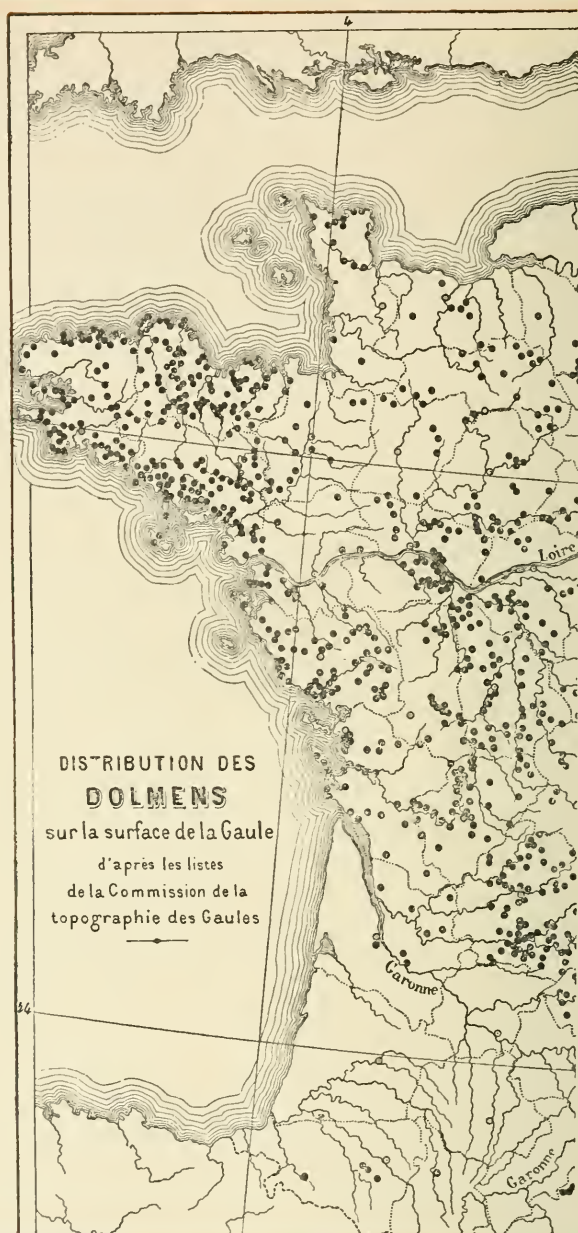 4
Loire
DISTRIBUTION DES
DOLMENS
sur la surface de la Gaule
d'après les listes
de la Commission de la
topographie des Gaules
Garonne
Garonne